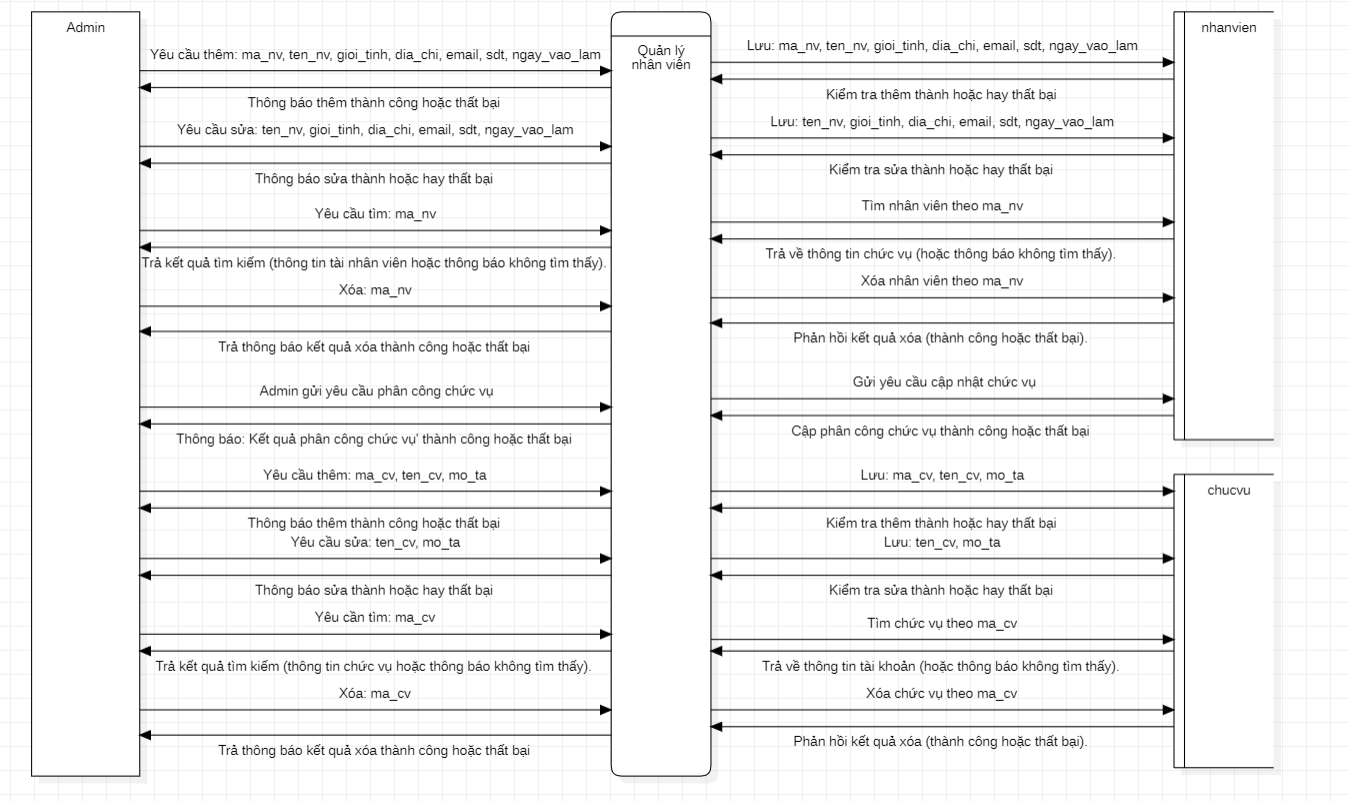 Admin
Quản lý
nhân viên
nhanvien
Yêu cầu thêm: ma_nv, ten_nv, gioi_tinh, dia_chi, email, sdt, ngay_vao_lam
Lưu: ma_nv, ten_nv, gioi_tinh, dia_chi, email, sdt, ngay_vao_lam
Thông báo thêm thành công hoặc thất bại
Kiểm tra thêm thành hoặc hay thất bại
Yêu cầu sửa: ten_nv, gioi_tinh, dia_chi, email, sdt, ngay_vao_lam
Lưu: ten_nv, gioi_tinh, dia_chi, email, sdt, ngay_vao_lam
Thông báo sửa thành hoặc hay thất bại
Kiểm tra sửa thành hoặc hay thất bại
Yêu cầu tìm: ma_nv
Tìm nhân viên theo ma_nv
Trả kết quả tìm kiếm (thông tin tài nhân viên hoặc thông báo không tìm thấy).
Trả về thông tin chức vụ (hoặc thông báo không tìm thấy).
Xóa: ma_nv
Xóa nhân viên theo ma_nv
Trả thông báo kết quả xóa thành công hoặc thất bại
Phản hồi kết quả xóa (thành công hoặc thất bại).
Admin gửi yêu cầu phân công chức vụ
Gửi yêu cầu cập nhật chức vụ
Thông báo: Kết quả phân công chức vụ' thành công hoặc thất bại
Cập phân công chức vụ thành công hoặc thất bại
Yêu cầu thêm: ma_cv, ten_cv, mo_ta
Lưu: ma_cv, ten_cv, mo_ta
chucvu
Thông báo thêm thành công hoặc thất bại
Kiểm tra thêm thành hoặc hay thất bại
Yêu cầu sửa: ten_cv, mo_ta
Lưu: ten_cv, mo_ta
Thông báo sửa thành hoặc hay thất bại
Kiểm tra sửa thành hoặc hay thất bại
Yêu cần tìm: ma_cv
Tìm chức vụ theo ma_cv
Trả kết quả tìm kiếm (thông tin chức vụ hoặc thông báo không tìm thấy).
Trả về thông tin tài khoản (hoặc thông báo không tìm thấy).
Xóa: ma_cv
Xóa chức vụ theo ma_cv
Trả thông báo kết quả xóa thành công hoặc thất bại
Phản hồi kết quả xóa (thành công hoặc thất bại).